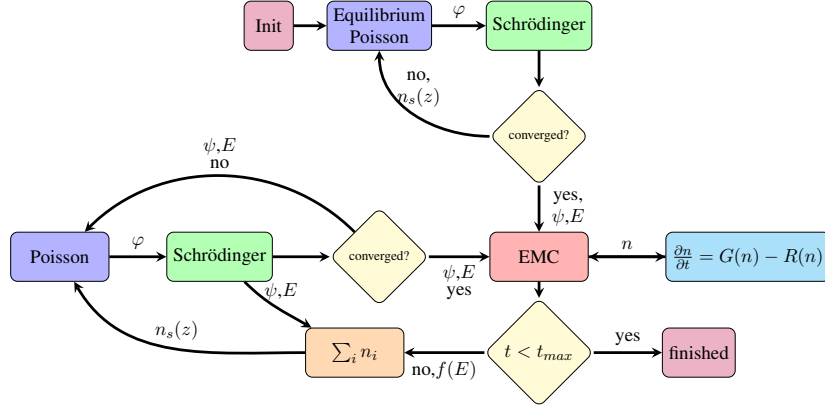 Init
Equilibrium
Poisson
φ
Schrödinger
no,
n_s(z)
converged?
yes,
ψ,E
ψ,E
no
Poisson
φ
Schrödinger
converged?
ψ,E
yes
EMC
n
∂n/∂t = G(n) − R(n)
ψ,E
n_s(z)
∑_i n_i
no,f(E)
t < t_max
yes
finished